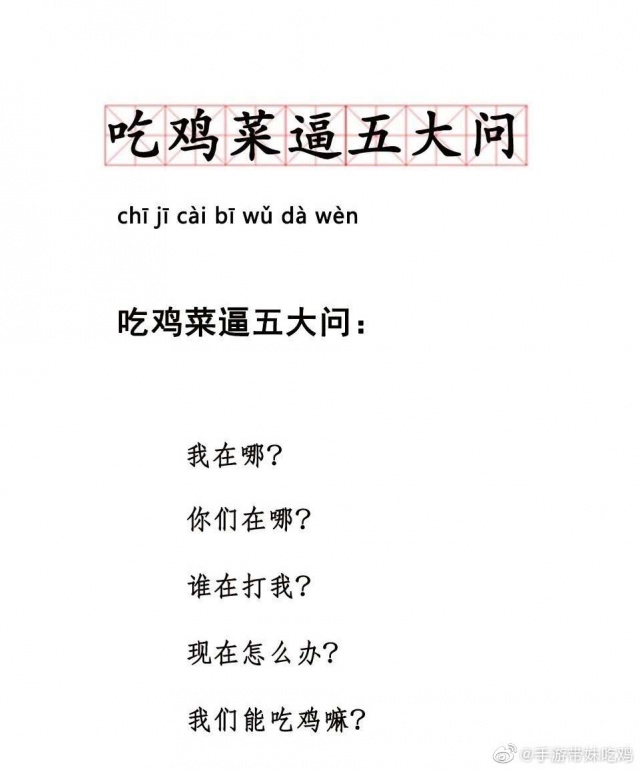 吃鸡菜逼五大问
chī jī cài bī wǔ dà wèn
吃鸡菜逼五大问：
我在哪？
你们在哪？
谁在打我？
现在怎么办？
我们能吃鸡嘛？
@手游带妹吃鸡